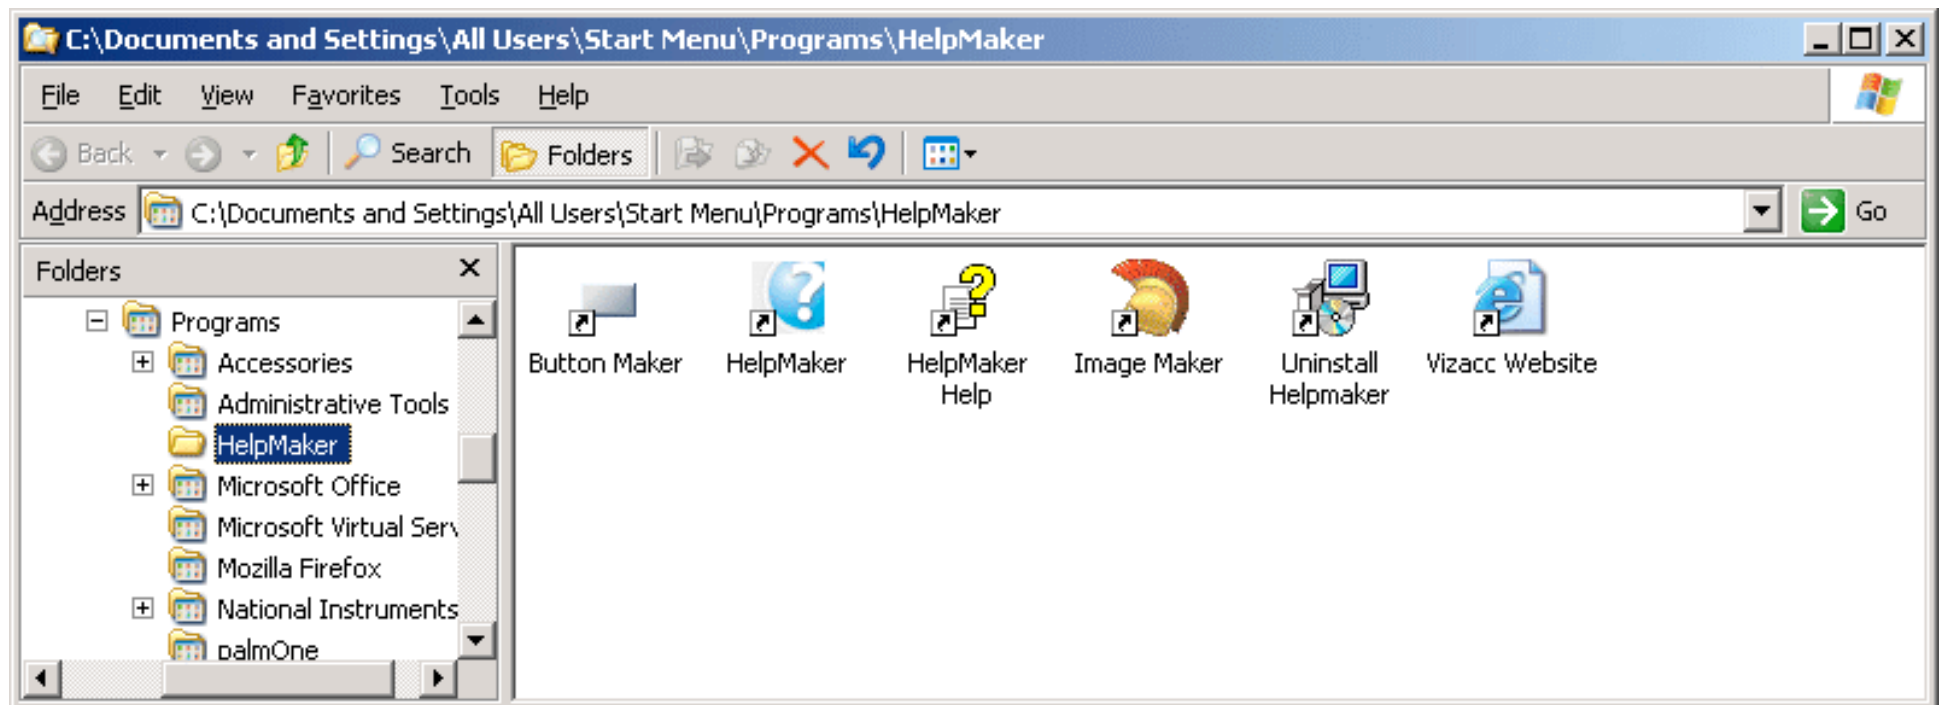 C:\Documents and Settings\All Users\Start Menu\Programs\HelpMaker
File Edit View Favorites Tools Help
Back Search Folders
Address C:\Documents and Settings\All Users\Start Menu\Programs\HelpMaker Go
Folders
Programs
Accessories
Administrative Tools
HelpMaker
Microsoft Office
Microsoft Virtual Serv
Mozilla Firefox
National Instruments
palmOne
Button Maker
HelpMaker
HelpMaker
Help
Image Maker
Uninstall
Helpmaker
Vizacc Website